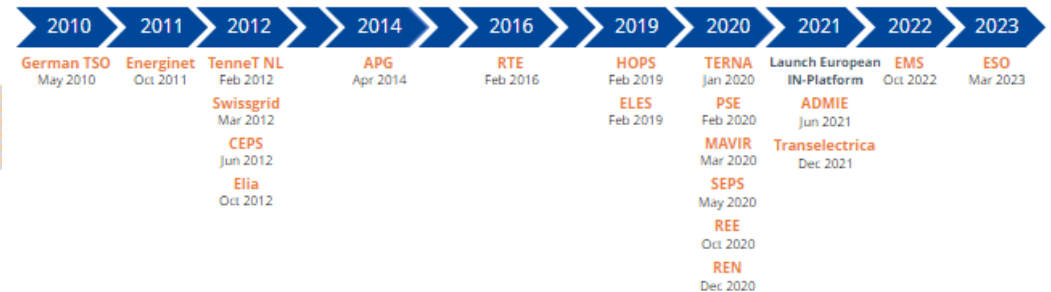 2010 2011 2012 2014 2016 2019 2020 2021 2022 2023
German TSO
May 2010
Energinet
Oct 2011
TenneT NL
Feb 2012
Swissgrid
Mar 2012
CEPS
Jun 2012
Elia
Oct 2012
APG
Apr 2014
RTE
Feb 2016
HOPS
Feb 2019
ELES
Feb 2019
TERNA
Jan 2020
PSE
Feb 2020
MAVIR
Mar 2020
SEPS
May 2020
REE
Oct 2020
REN
Dec 2020
Launch European
IN-Platform
ADMIE
Jun 2021
Transelectrica
Dec 2021
EMS
Oct 2022
ESO
Mar 2023